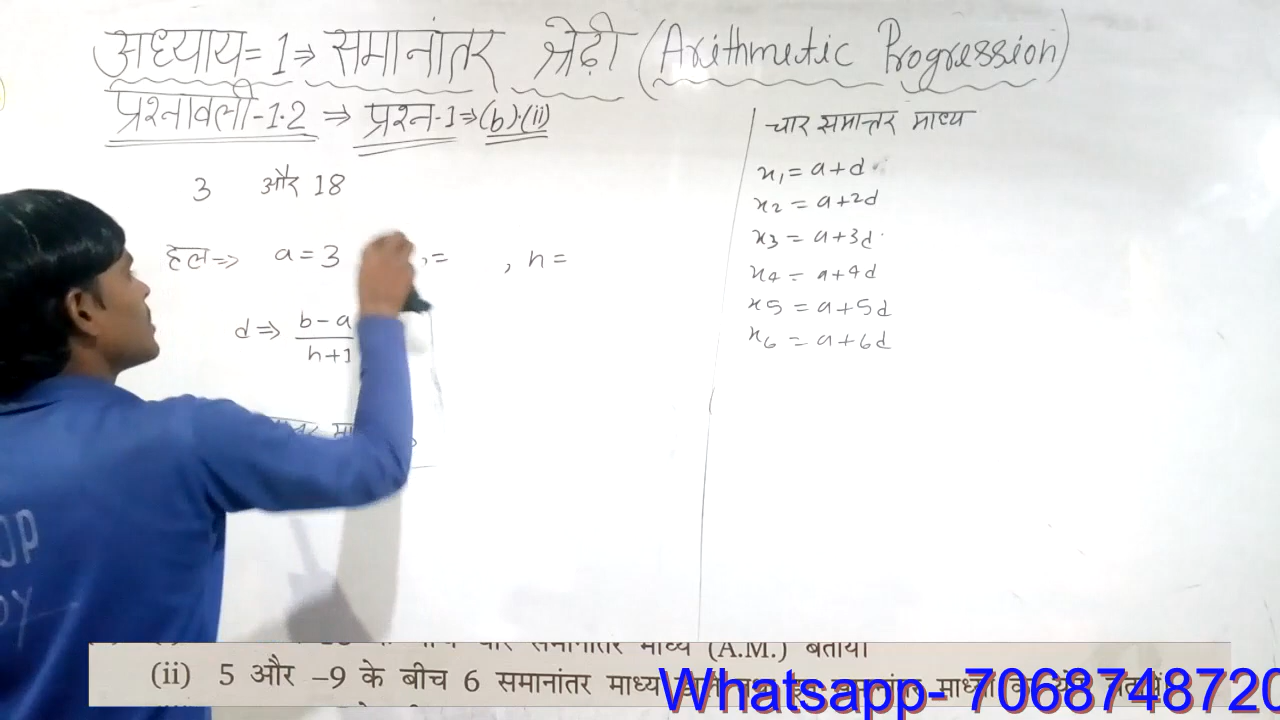 अध्याय= 1 ⇒ समानांतर श्रेढ़ी (Arithmetic Progression)
प्रश्नावली-1.2 ⇒ प्रश्न-1 ⇒ (b).(ii)
3 और 18
हल ⇒ a = 3 = , n =
d ⇒ b-a
n+1
चार समान्तर माध्य
x₁ = a+d
x₂ = a+2d
x₃ = a+3d
x₄ = a+4d
x₅ = a+5d
x₆ = a+6d
(A.M.) बताया।
(ii) 5 और –9 के बीच 6 समानांतर माध्य
Whatsapp- 7068748720